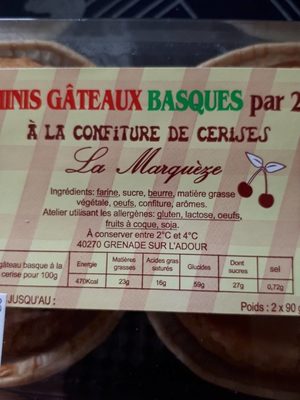 MINIS GÂTEAUX BASQUES par 2
À LA CONFITURE DE CERISES
La Marquèze
Ingrédients: farine, sucre, beurre, matière grasse
végétale, oeufs, confiture, arômes.
Atelier utilisant les allergènes: gluten, lactose, oeufs,
fruits à coque, soja.
À conserver entre 2°C et 4°C
40270 GRENADE SUR L'ADOUR
gâteau basque à la cerise pour 100g
Energie Matières grasses Acides gras saturés Glucides Dont sucres sel
470Kcal 23g 16g 59g 27g 0,72g
JUSQU'AU :
Poids : 2 x 90 g